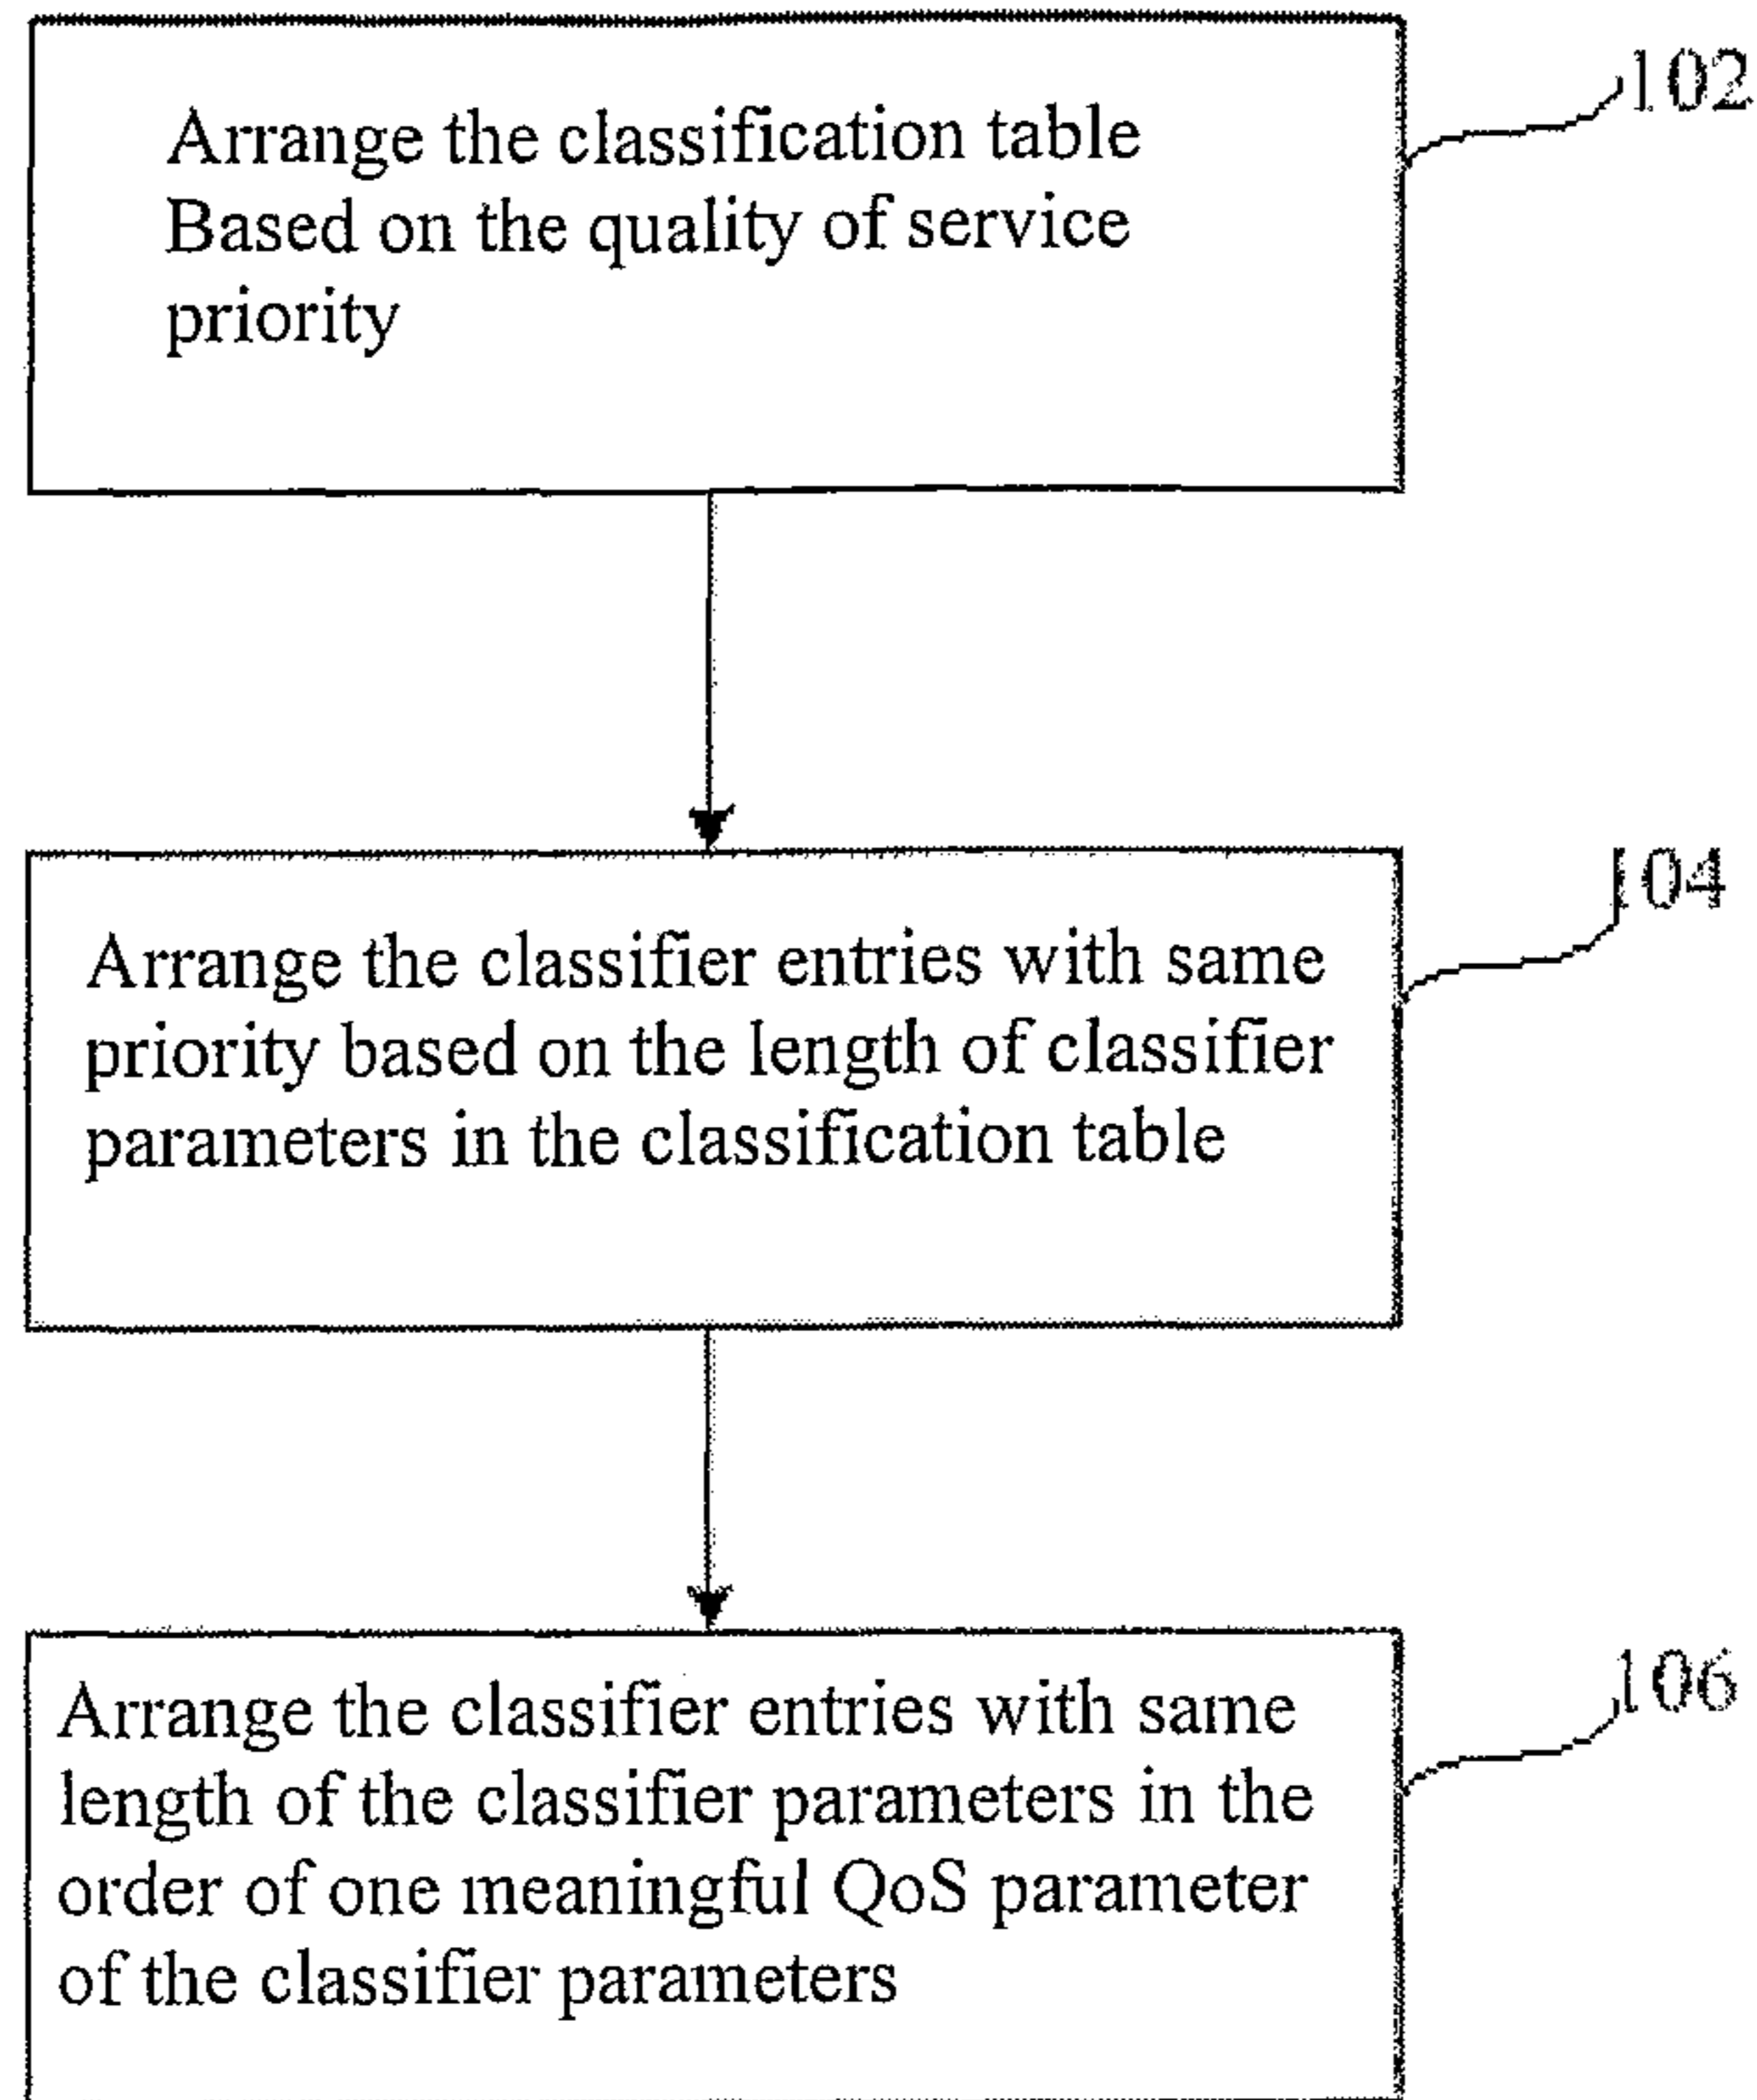 Arrange the classification table
Based on the quality of service
priority
102
Arrange the classifier entries with same
priority based on the length of classifier
parameters in the classification table
104
Arrange the classifier entries with same
length of the classifier parameters in the
order of one meaningful QoS parameter
of the classifier parameters
106